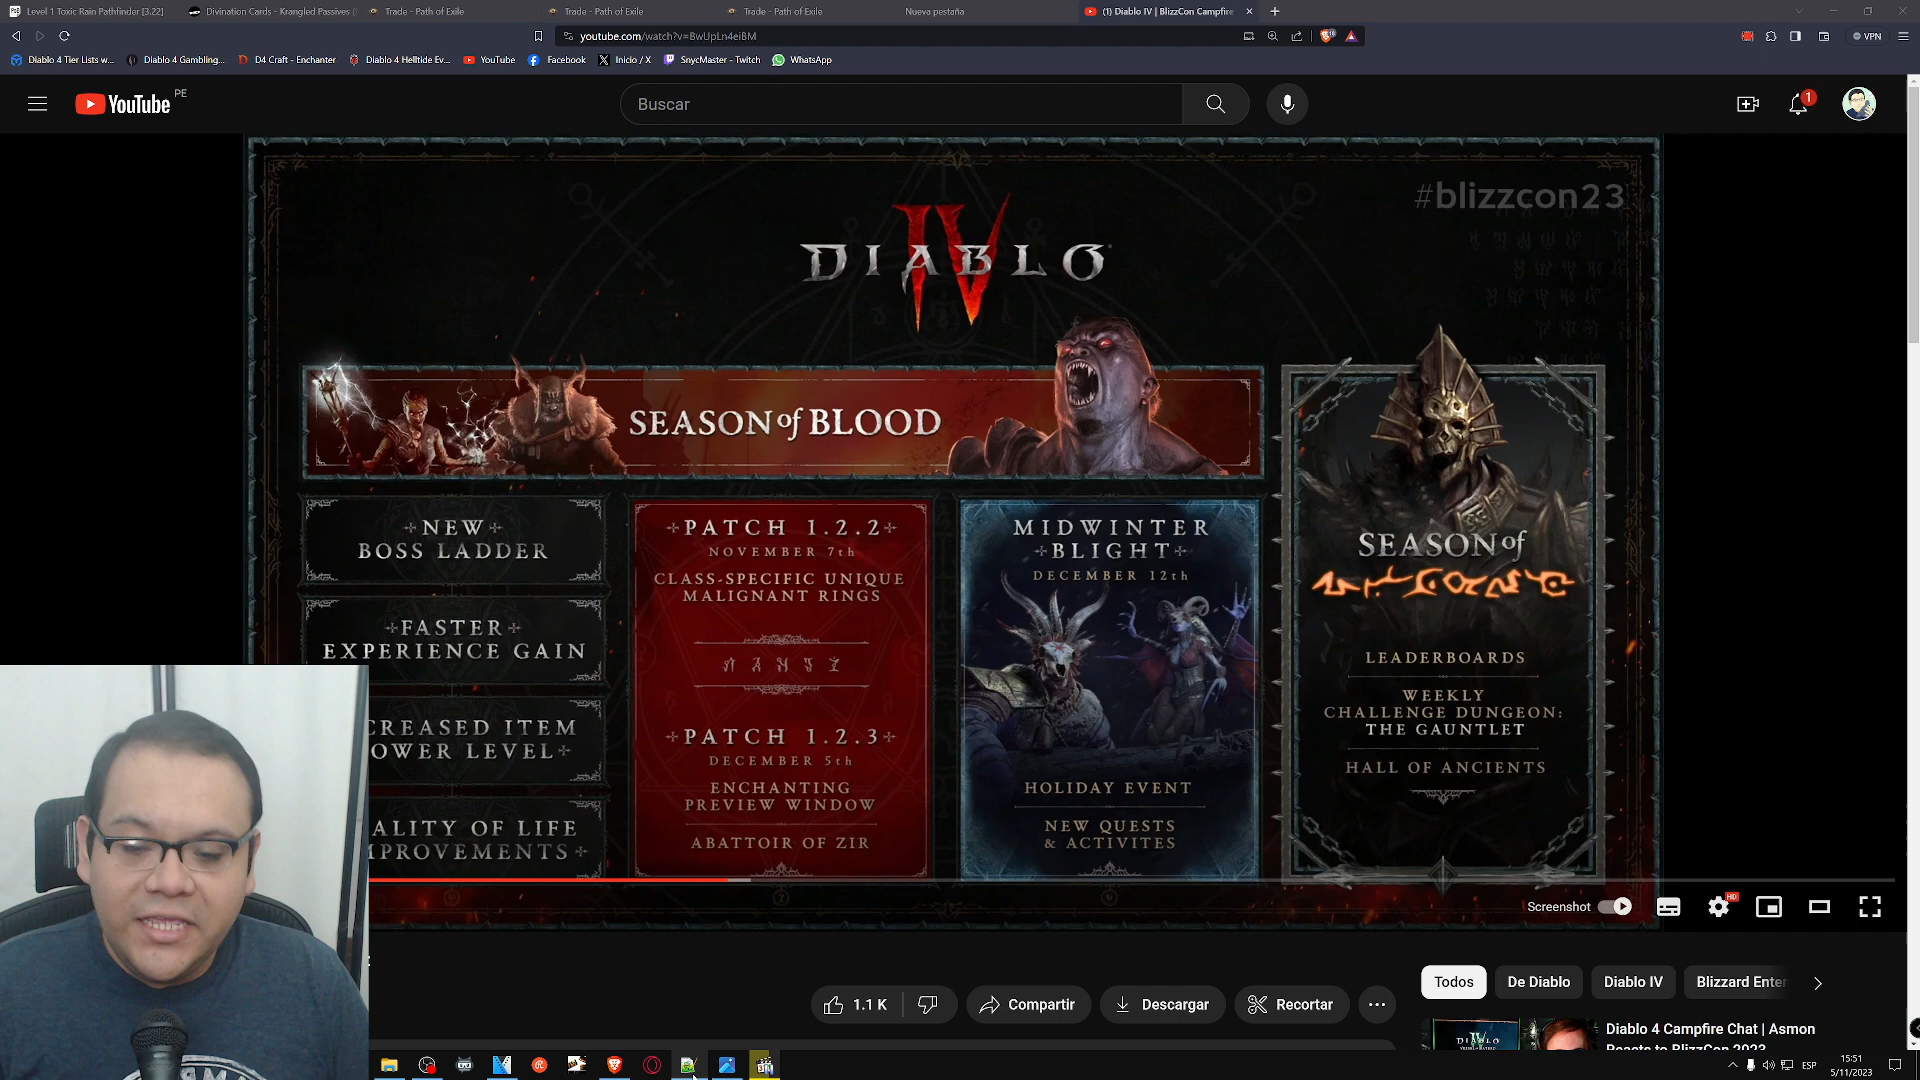 Level 1 Toxic Rain Pathfinder [3.22]
Divination Cards - Krangled Passives
Trade - Path of Exile
Trade - Path of Exile
Trade - Path of Exile
Nueva pestaña
(1) Diablo IV | BlizzCon Campfire
youtube.com/watch?v=BwUpLn4eiBM
VPN
Diablo 4 Tier Lists w...
Diablo 4 Gambling...
D4 Craft - Enchanter
Diablo 4 Helltide Ev...
YouTube
Facebook
Inicio / X
SnycMaster - Twitch
WhatsApp
YouTube PE
Buscar
1
#blizzcon23
DIABLO
IV
SEASON of BLOOD
NEW
BOSS LADDER
FASTER
EXPERIENCE GAIN
CREASED ITEM
OWER LEVEL
ALITY OF LIFE
MPROVEMENTS
PATCH 1.2.2
NOVEMBER 7th
CLASS-SPECIFIC UNIQUE
MALIGNANT RINGS
PATCH 1.2.3
DECEMBER 5th
ENCHANTING
PREVIEW WINDOW
ABATTOIR OF ZIR
MIDWINTER
BLIGHT
DECEMBER 12th
HOLIDAY EVENT
NEW QUESTS
& ACTIVITES
SEASON of
LEADERBOARDS
WEEKLY
CHALLENGE DUNGEON:
THE GAUNTLET
HALL OF ANCIENTS
Screenshot
HD
1.1 K
Compartir
Descargar
Recortar
Todos
De Diablo
Diablo IV
Blizzard Enter
Diablo 4 Campfire Chat | Asmon
Reacts to BlizzCon 2023
ESP
15:51
5/11/2023